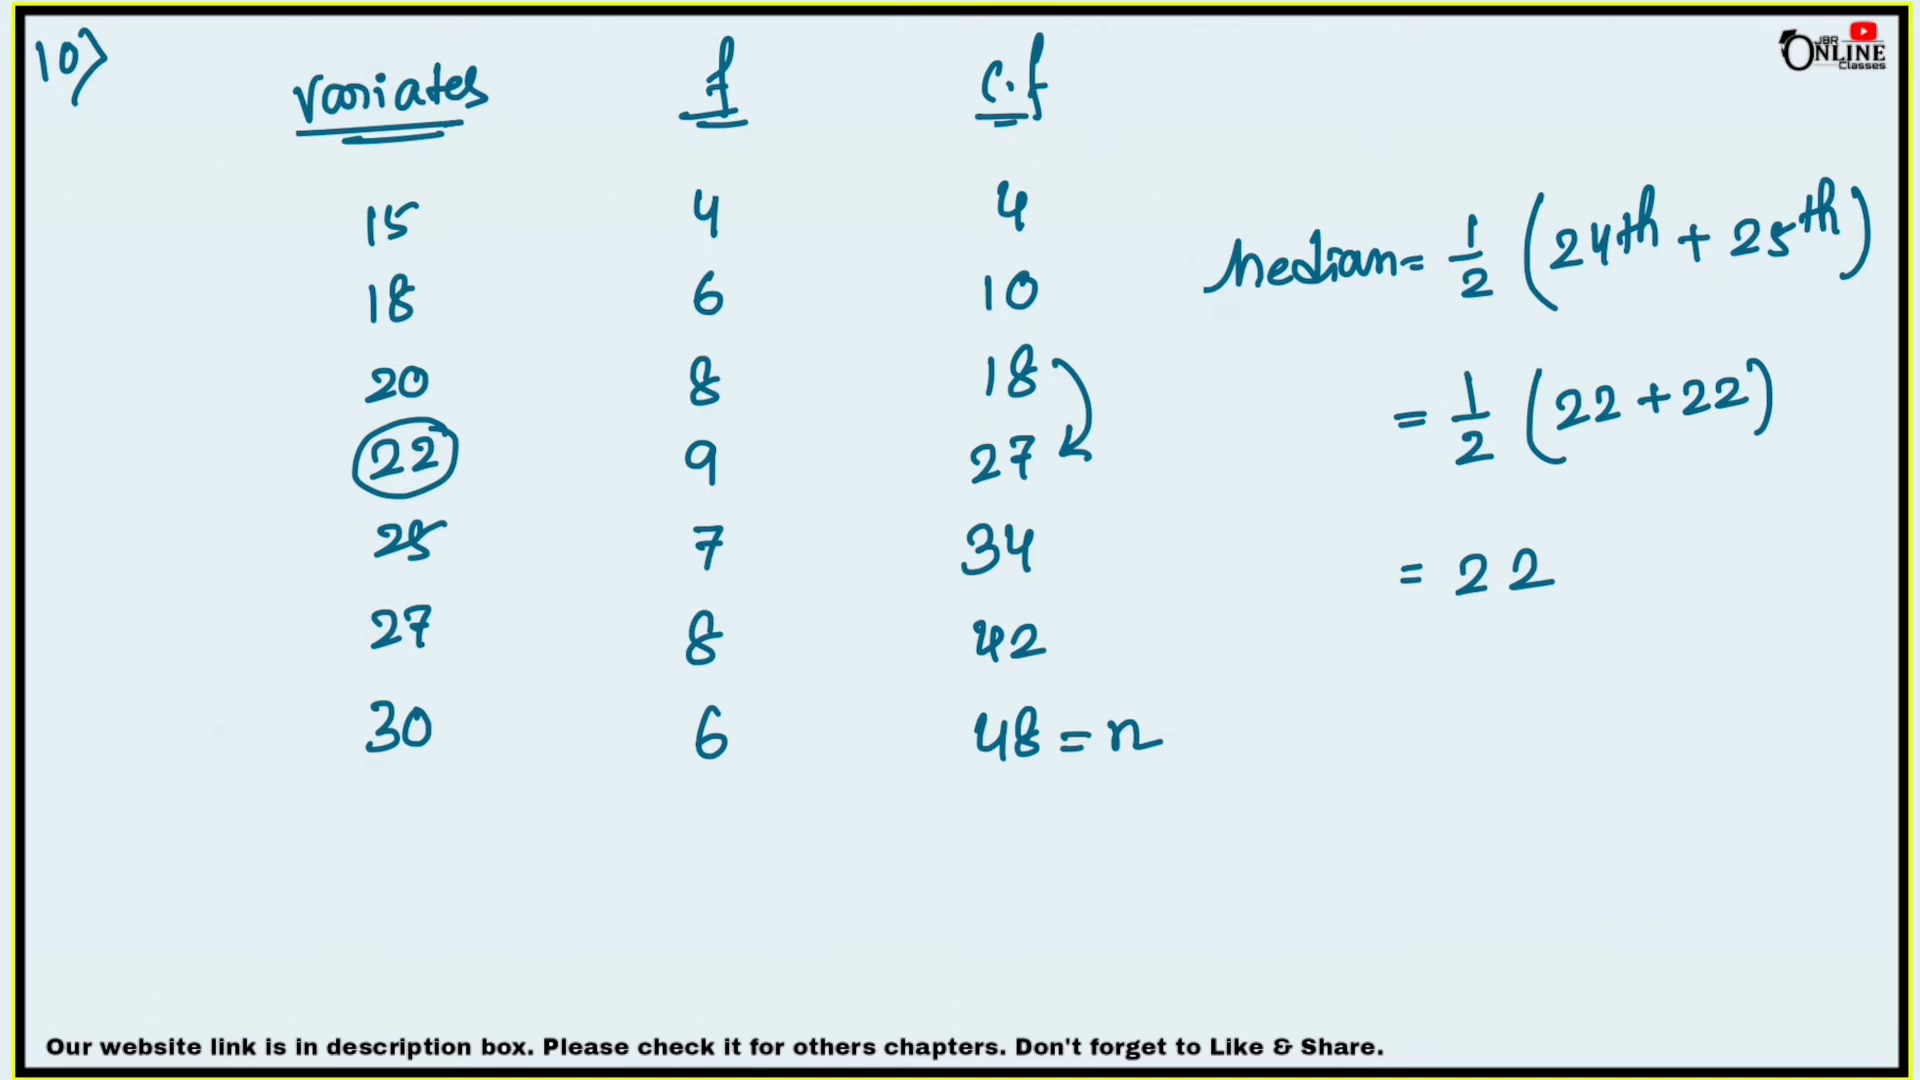 10)
variates f c.f
15 4 4
18 6 10
20 8 18
22 9 27
25 7 34
27 8 42
30 6 48 = n
Median = 1/2 (24th + 25th)
= 1/2 (22 + 22)
= 22
JBR
ONLINE
Classes
Our website link is in description box. Please check it for others chapters. Don't forget to Like & Share.